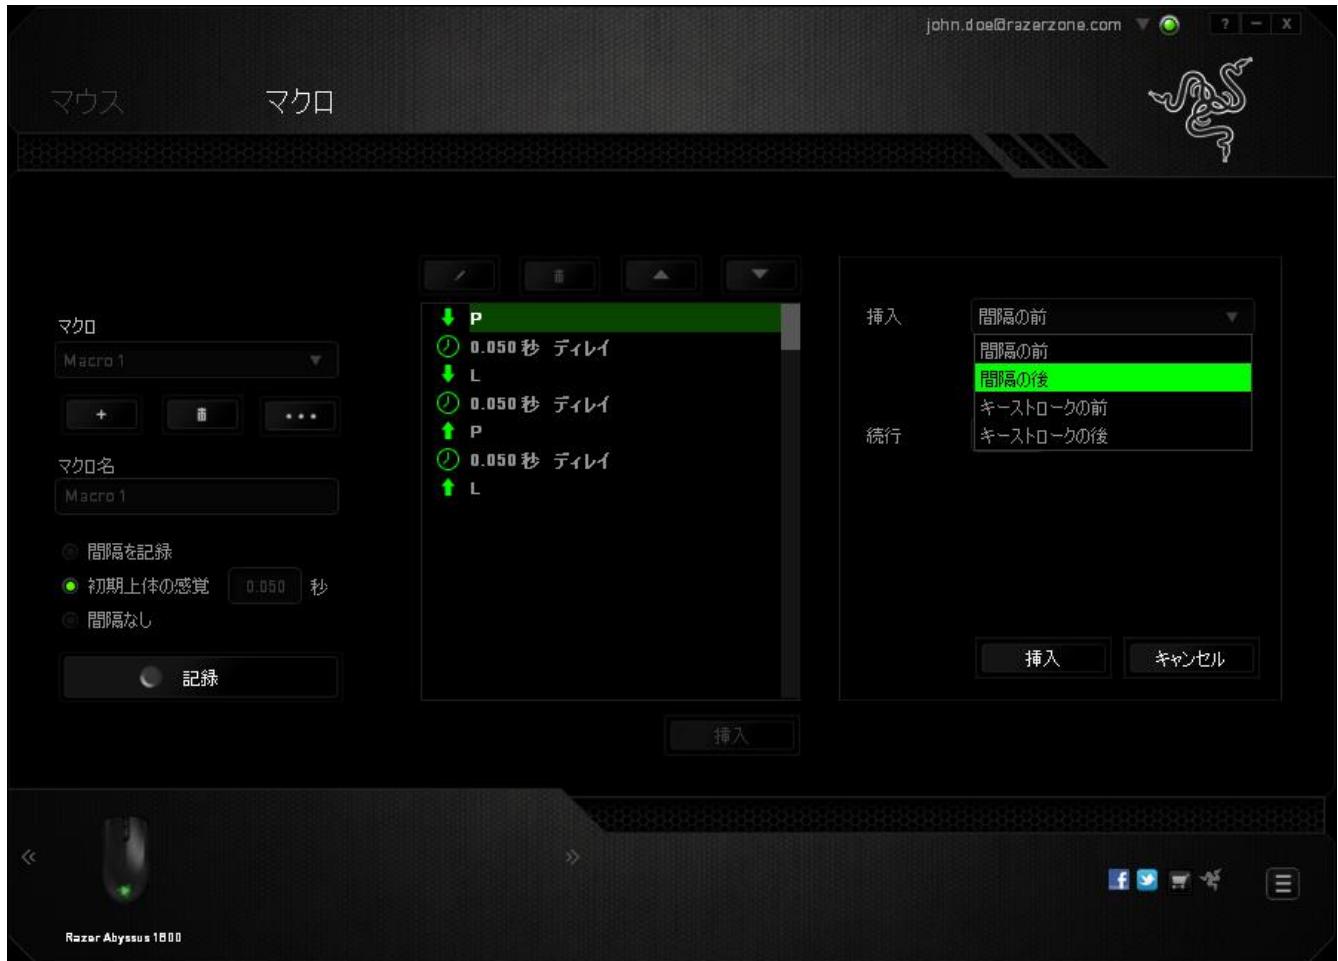 john.doe@razerzone.com
? - X
マウス
マクロ
マクロ
Macro 1
+
マクロ名
Macro 1
間隔を記録
初期上体の感覚 0.050 秒
間隔なし
記録
P
0.050 秒 ディレイ
L
0.050 秒 ディレイ
P
0.050 秒 ディレイ
L
挿入
挿入 間隔の前
間隔の前
間隔の後
キーストロークの前
キーストロークの後
続行
挿入 キャンセル
Razer Abyssus 1800